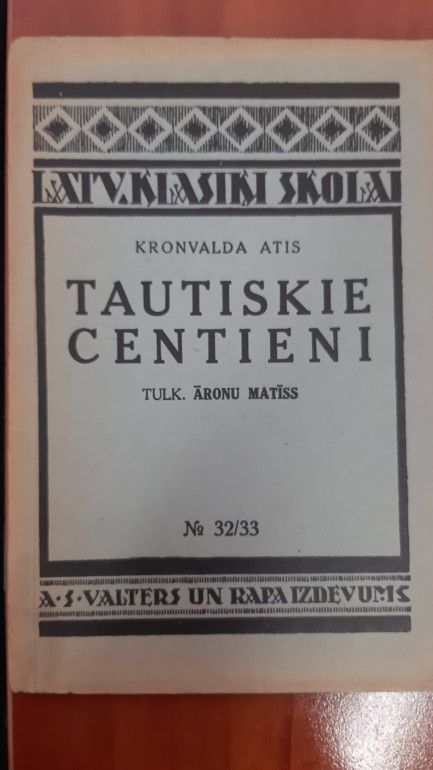 LATV. KLASIĶI SKOLAI
KRONVALDA ATIS
TAUTISKIE
CENTIENI
TULK. ĀRONU MATĪSS
№ 32/33
A·S·VALTERS UN RAPA IZDEVUMS